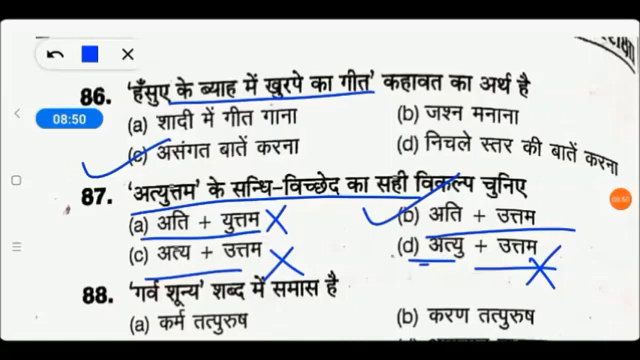 86. 'हँसुए के ब्याह में खुरपे का गीत' कहावत का अर्थ है
08:50
(a) शादी में गीत गाना (b) जश्न मनाना
(c) असंगत बातें करना (d) निचले स्तर की बातें करना
87. 'अत्युत्तम' के सन्धि-विच्छेद का सही विकल्प चुनिए
08:50
(a) अति + युत्तम (b) अति + उत्तम
(c) अत्य + उत्तम (d) अत्यु + उत्तम
88. 'गर्व शून्य' शब्द में समास है
(a) कर्म तत्पुरुष (b) करण तत्पुरुष